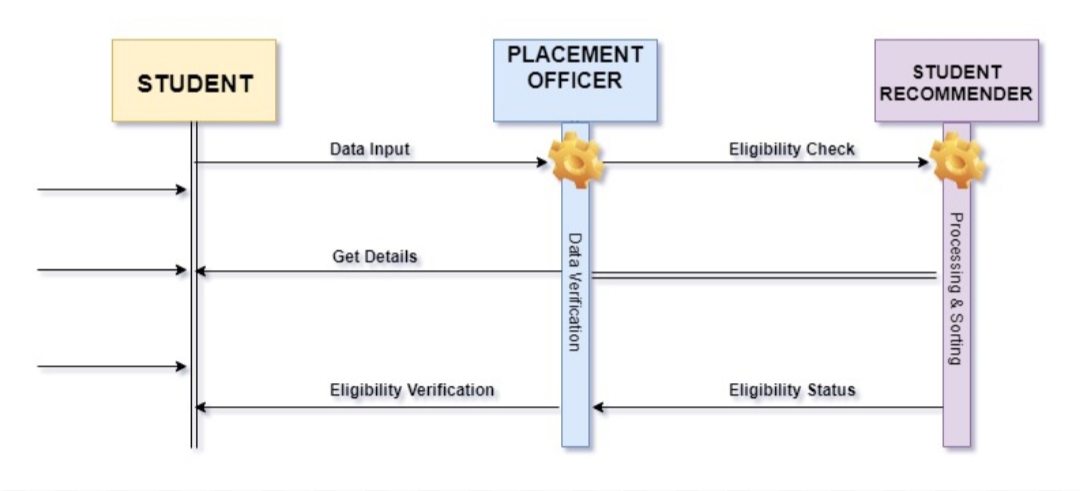 STUDENT
PLACEMENT
OFFICER
STUDENT
RECOMMENDER
Data Input
Eligibility Check
Data Verification
Processing & Sorting
Get Details
Eligibility Verification
Eligibility Status